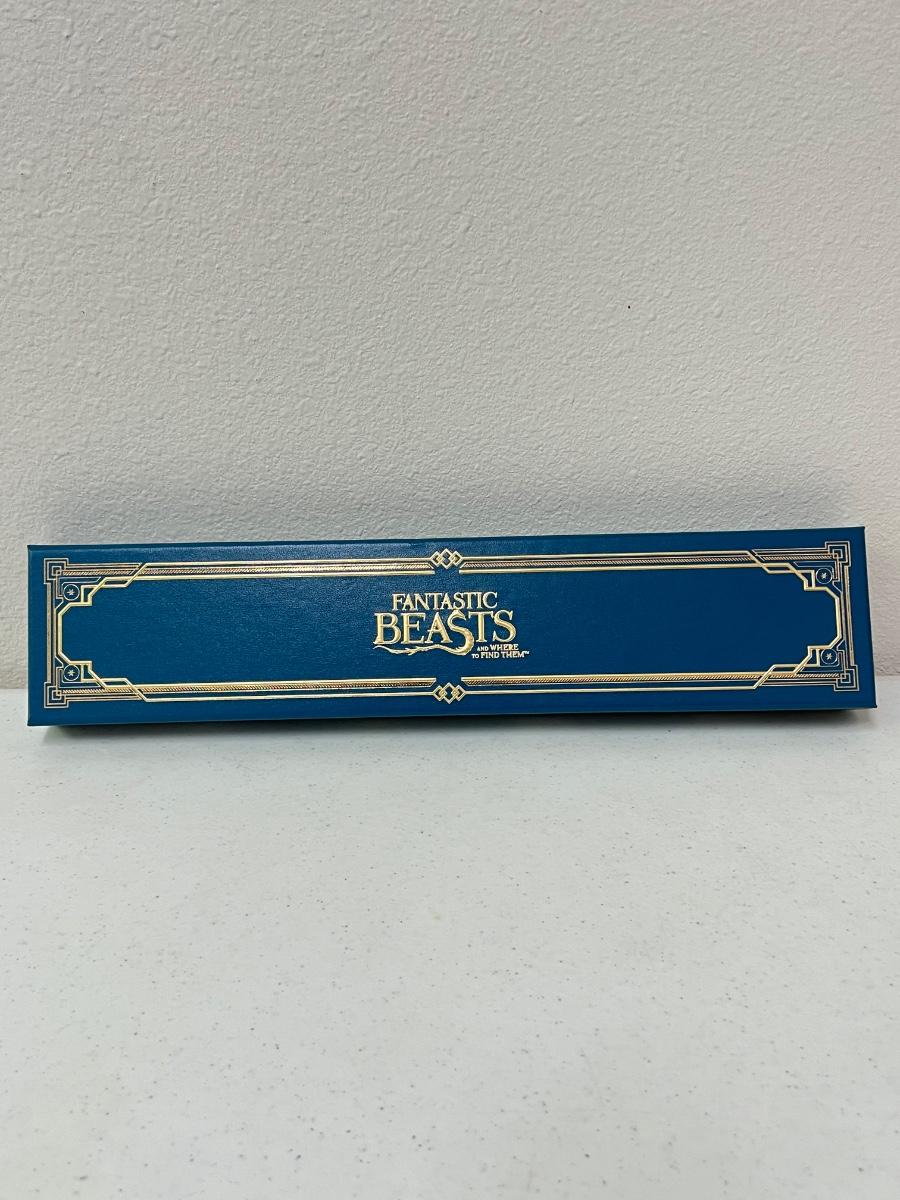 FANTASTIC
BEASTS
AND WHERE
TO FIND THEM™